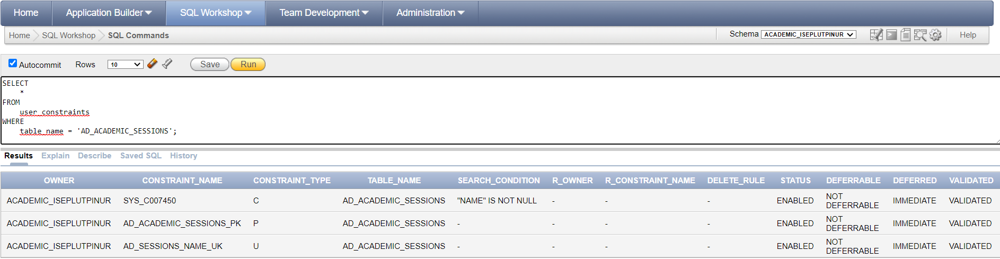 Home Application Builder SQL Workshop Team Development Administration
Home SQL Workshop SQL Commands Schema ACADEMIC_ISEPLUTPINUR Help
Autocommit Rows 10 Save Run
SELECT
*
FROM
user_constraints
WHERE
table_name = 'AD_ACADEMIC_SESSIONS';
Results Explain Describe Saved SQL History
OWNER CONSTRAINT_NAME CONSTRAINT_TYPE TABLE_NAME SEARCH_CONDITION R_OWNER R_CONSTRAINT_NAME DELETE_RULE STATUS DEFERRABLE DEFERRED VALIDATED
ACADEMIC_ISEPLUTPINUR SYS_C007450 C AD_ACADEMIC_SESSIONS "NAME" IS NOT NULL - - - ENABLED NOT DEFERRABLE IMMEDIATE VALIDATED
ACADEMIC_ISEPLUTPINUR AD_ACADEMIC_SESSIONS_PK P AD_ACADEMIC_SESSIONS - - - - ENABLED NOT DEFERRABLE IMMEDIATE VALIDATED
ACADEMIC_ISEPLUTPINUR AD_SESSIONS_NAME_UK U AD_ACADEMIC_SESSIONS - - - - ENABLED NOT DEFERRABLE IMMEDIATE VALIDATED